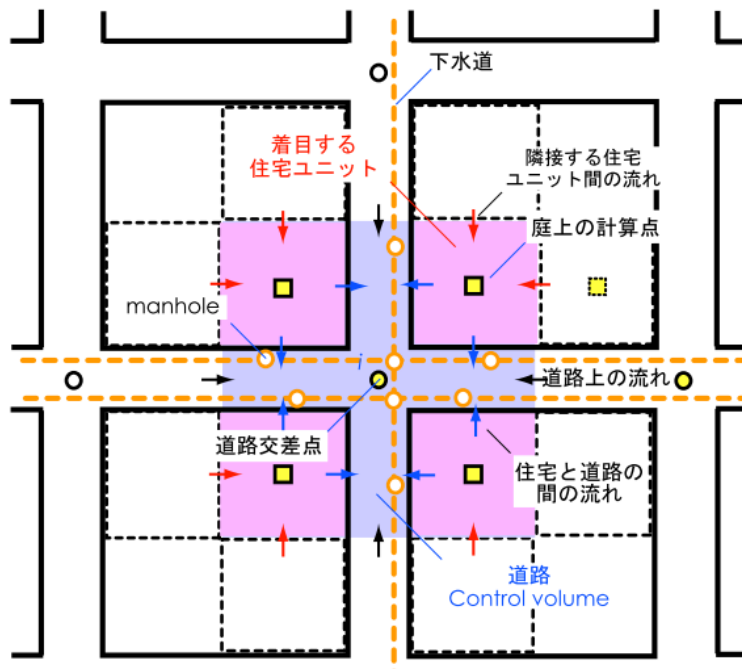 下水道
着目する
住宅ユニット
隣接する住宅
ユニット間の流れ
庭上の計算点
manhole
i
道路上の流れ
道路交差点
住宅と道路の
間の流れ
道路
Control volume